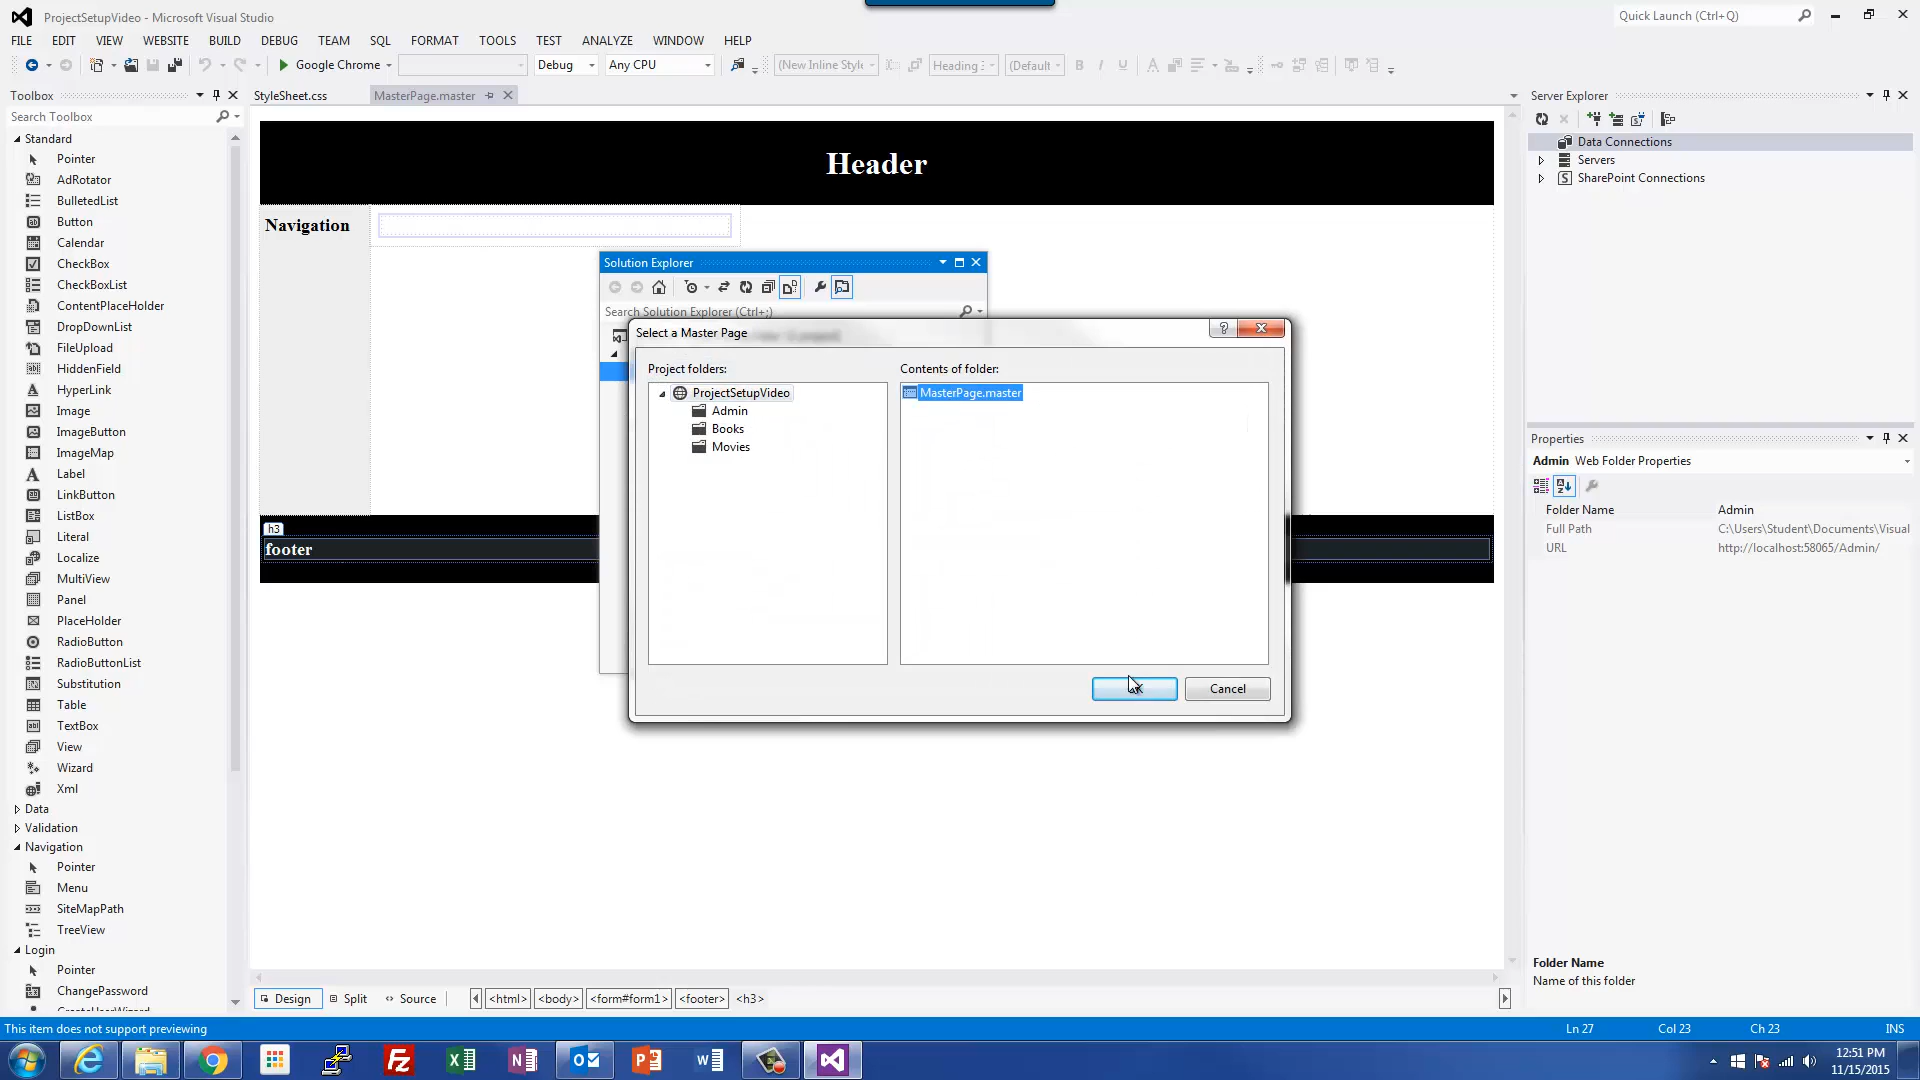 ProjectSetupVideo - Microsoft Visual Studio
Quick Launch (Ctrl+Q)
FILE EDIT VIEW WEBSITE BUILD DEBUG TEAM SQL FORMAT TOOLS TEST ANALYZE WINDOW HELP
Google Chrome Debug Any CPU (New Inline Style Heading (Default
Toolbox
Search Toolbox
Standard
Pointer
AdRotator
BulletedList
Button
Calendar
CheckBox
CheckBoxList
ContentPlaceHolder
DropDownList
FileUpload
HiddenField
HyperLink
Image
ImageButton
ImageMap
Label
LinkButton
ListBox
Literal
Localize
MultiView
Panel
PlaceHolder
RadioButton
RadioButtonList
Substitution
Table
TextBox
View
Wizard
Xml
Data
Validation
Navigation
Pointer
Menu
SiteMapPath
TreeView
Login
Pointer
ChangePassword
StyleSheet.css MasterPage.master
Header
Navigation
h3
footer
Solution Explorer
Search Solution Explorer (Ctrl+;)
Select a Master Page
Project folders:
ProjectSetupVideo
Admin
Books
Movies
Contents of folder:
MasterPage.master
Cancel
Design Split Source <html> <body> <form#form1> <footer> <h3>
Server Explorer
Data Connections
Servers
SharePoint Connections
Properties
Admin Web Folder Properties
Folder Name Admin
Full Path C:\Users\Student\Documents\Visual
URL http://localhost:58065/Admin/
Folder Name
Name of this folder
This item does not support previewing
Ln 27 Col 23 Ch 23 INS
12:51 PM
11/15/2015